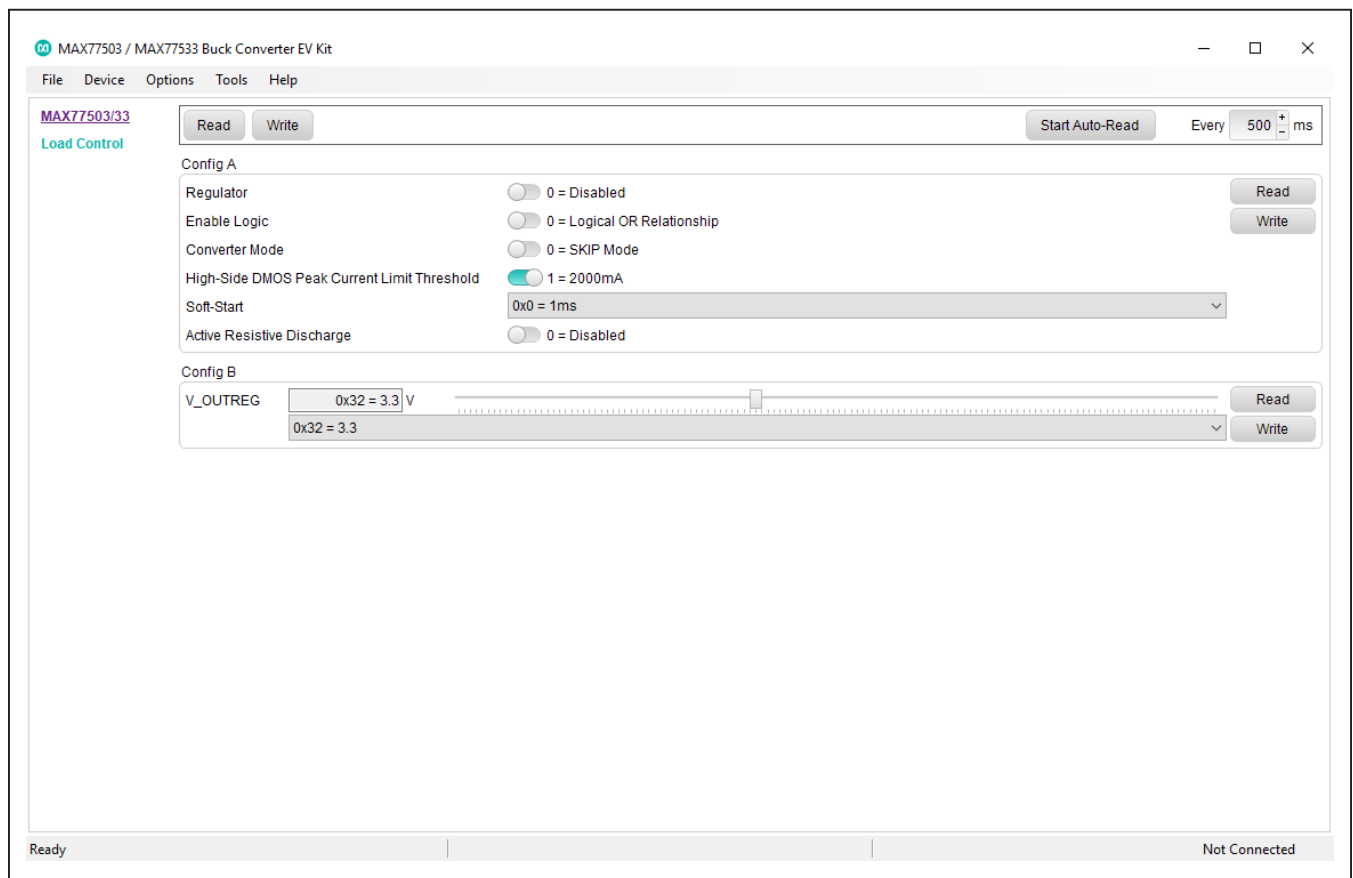 MAX77503 / MAX77533 Buck Converter EV Kit
File Device Options Tools Help
MAX77503/33
Load Control
Read Write Start Auto-Read Every 500 + - ms
Config A
Regulator 0 = Disabled Read
Enable Logic 0 = Logical OR Relationship Write
Converter Mode 0 = SKIP Mode
High-Side DMOS Peak Current Limit Threshold 1 = 2000mA
Soft-Start 0x0 = 1ms
Active Resistive Discharge 0 = Disabled
Config B
V_OUTREG 0x32 = 3.3 V Read
0x32 = 3.3 Write
Ready Not Connected